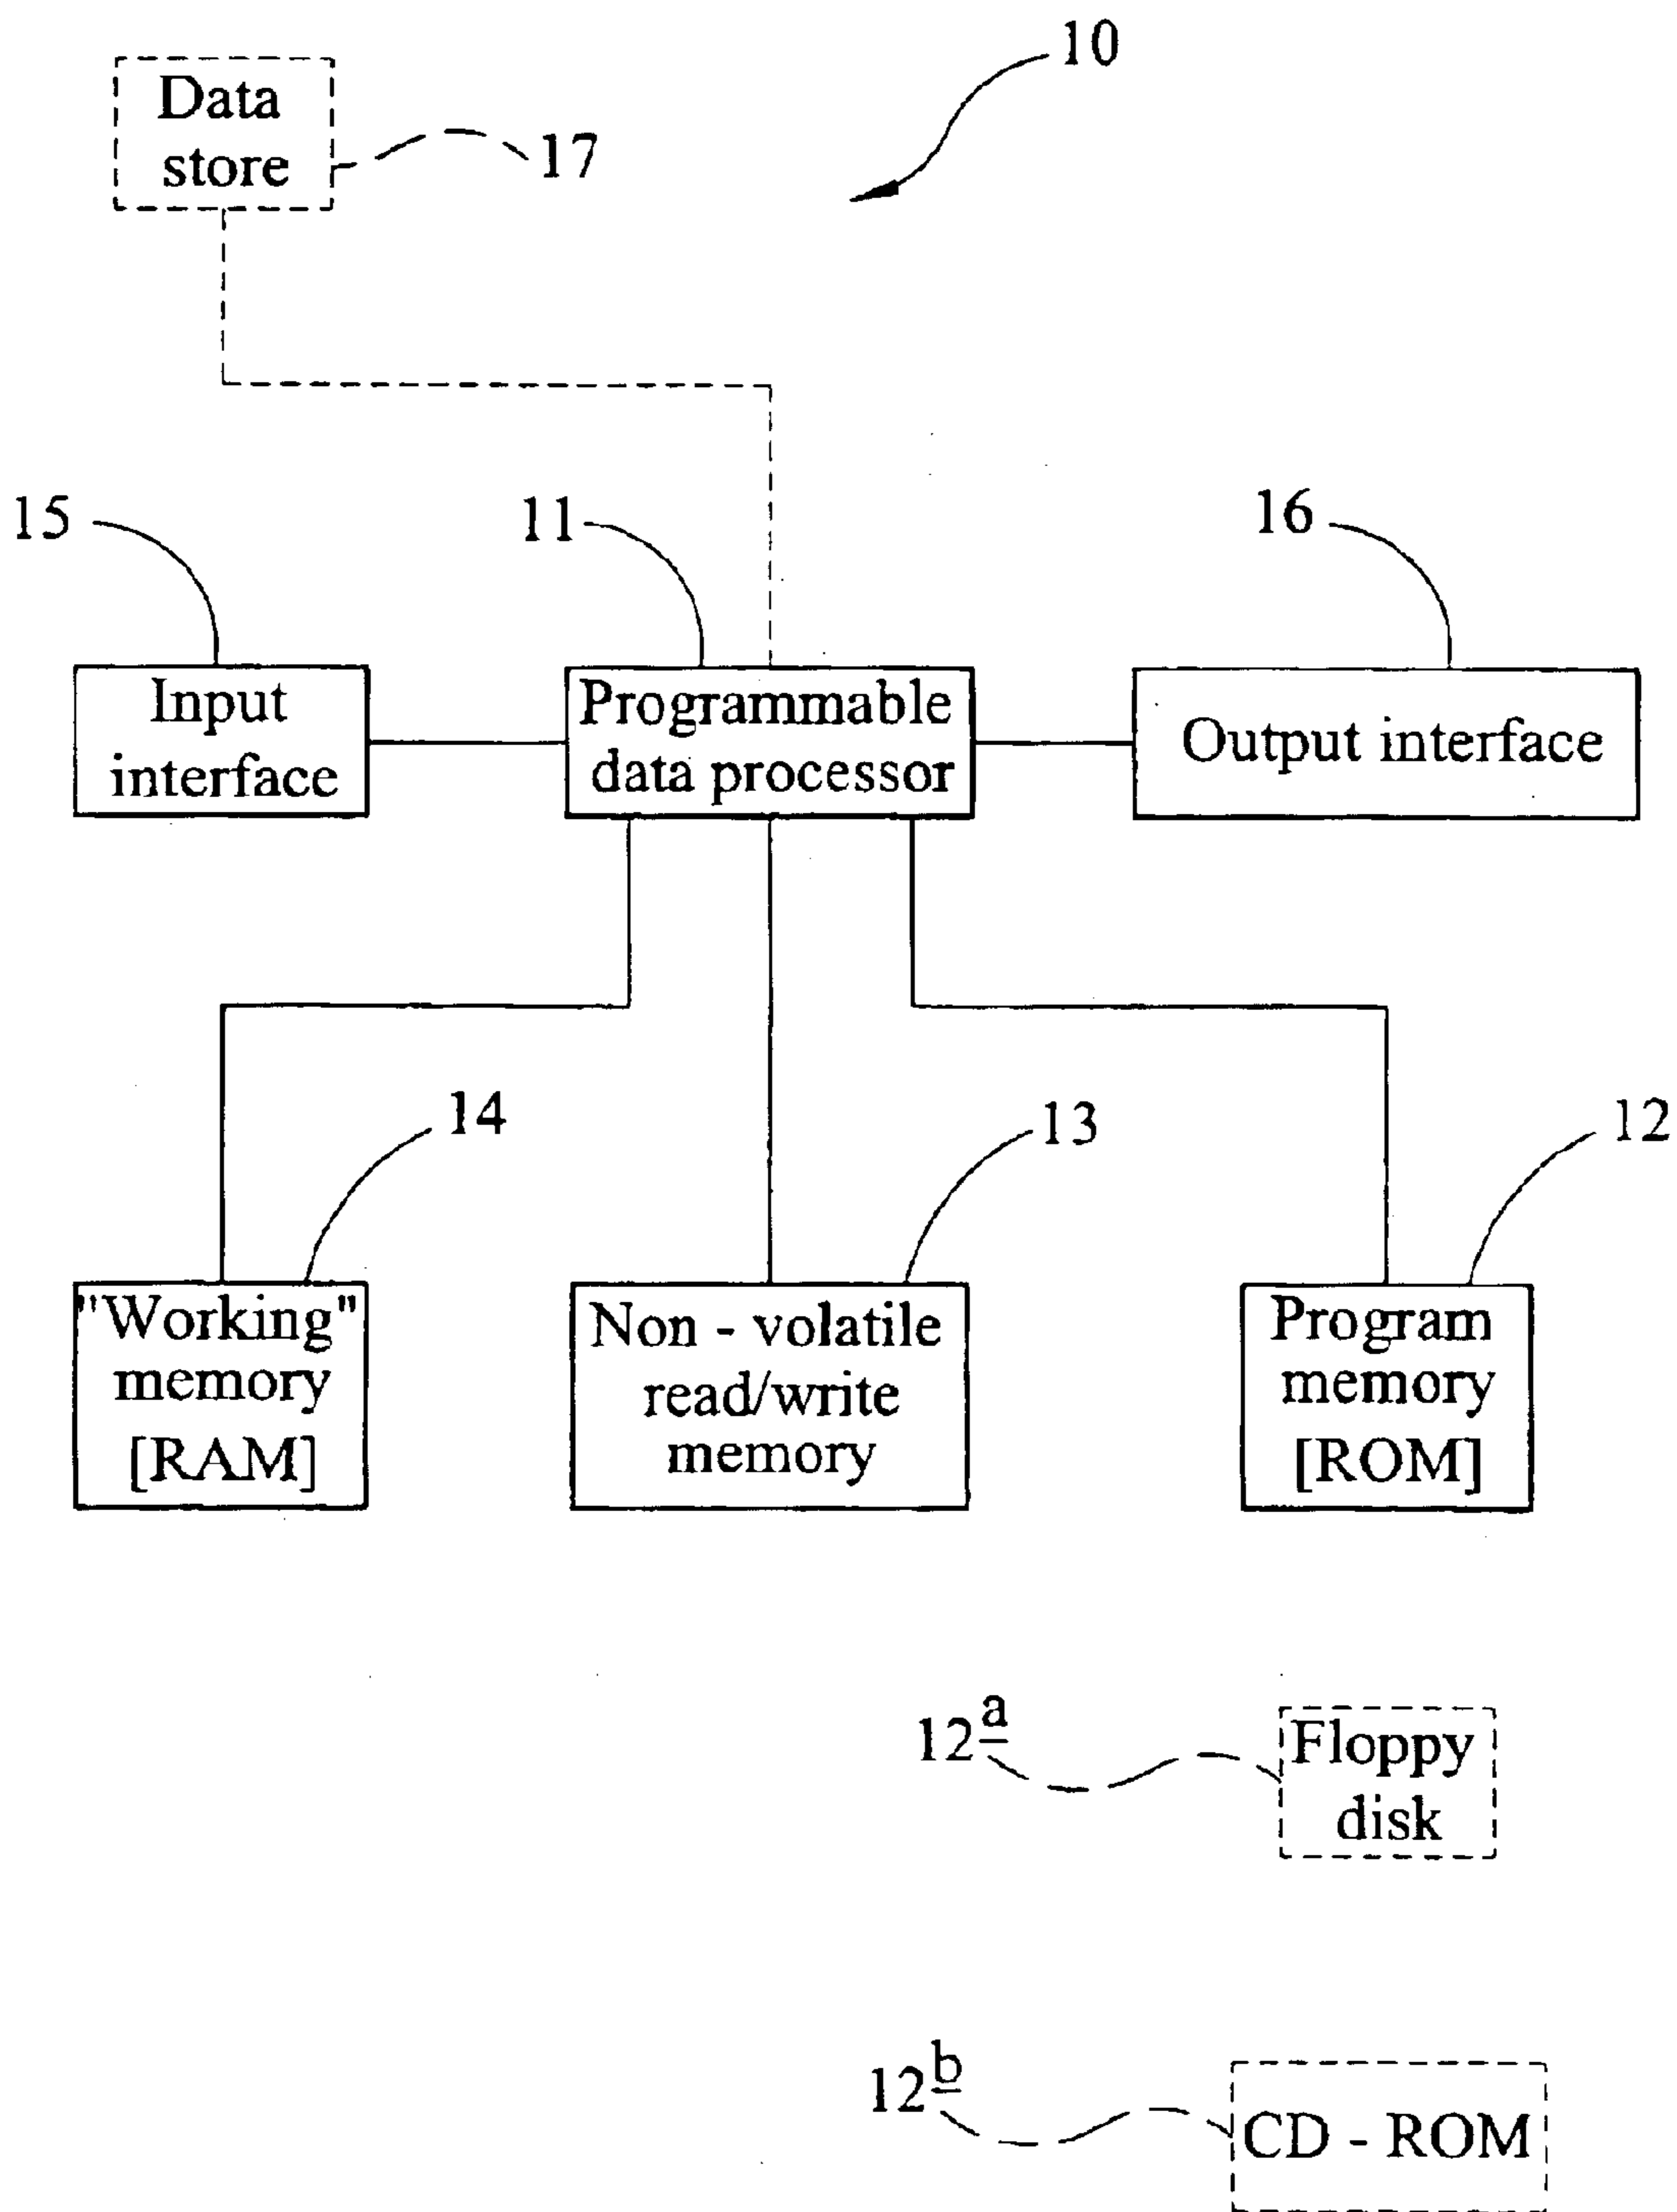 10
Data
store
17
15
11
16
Input
interface
Programmable
data processor
Output interface
14
13
12
"Working"
memory
[RAM]
Non - volatile
read/write
memory
Program
memory
[ROM]
12a
Floppy
disk
12b
CD - ROM